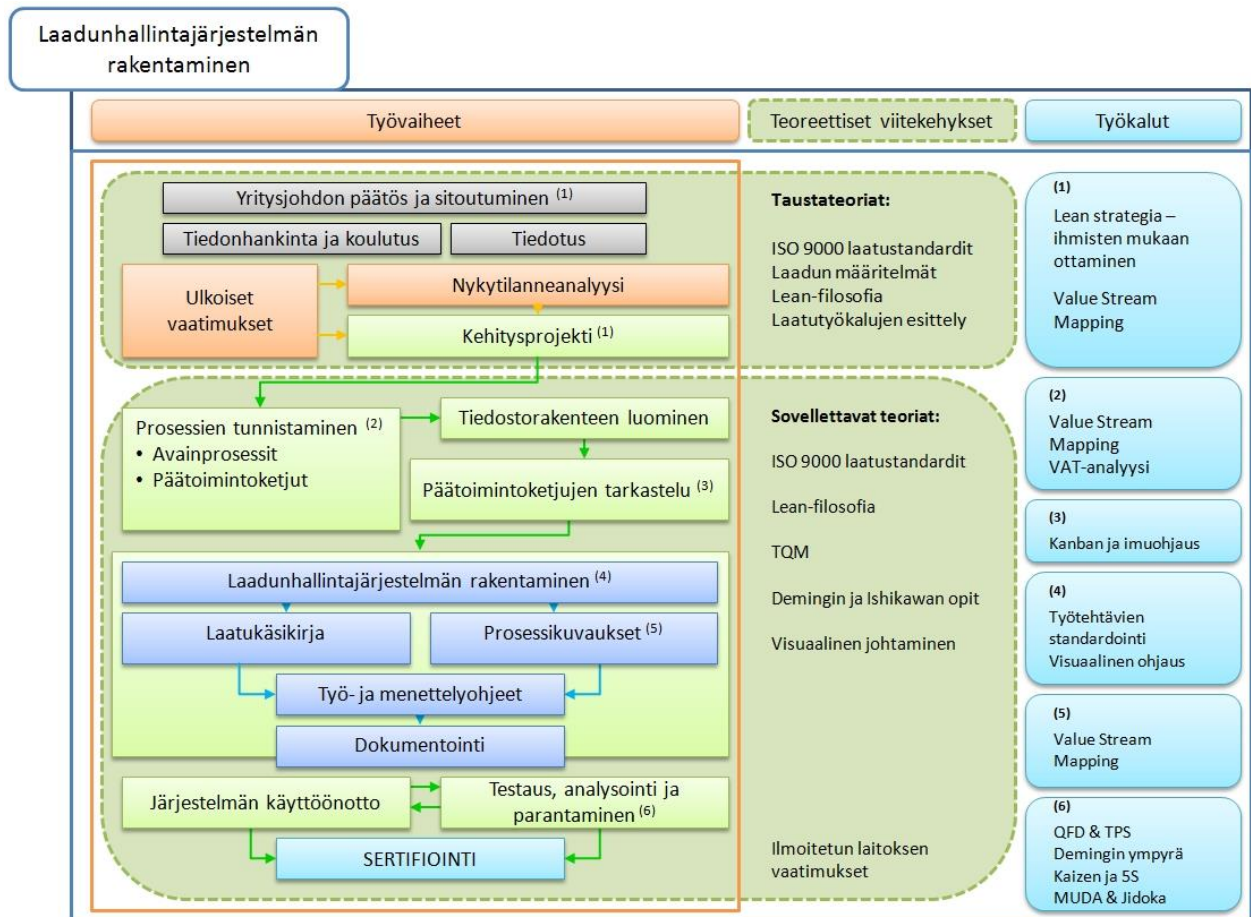 Laadunhallintajärjestelmän
rakentaminen
Työvaiheet
Teoreettiset viitekehykset
Työkalut
Yritysjohdon päätös ja sitoutuminen (1)
Tiedonhankinta ja koulutus
Tiedotus
Ulkoiset
vaatimukset
Nykytilanneanalyysi
Kehitysprojekti (1)
Taustateoriat:
ISO 9000 laatustandardit
Laadun määritelmät
Lean-filosofia
Laatutyökalujen esittely
(1)
Lean strategia –
ihmisten mukaan
ottaminen
Value Stream
Mapping
Prosessien tunnistaminen (2)
• Avainprosessit
• Päätoimintoketjut
Tiedostorakenteen luominen
Päätoimintoketjujen tarkastelu (3)
Laadunhallintajärjestelmän rakentaminen (4)
Laatukäsikirja
Prosessikuvaukset (5)
Työ- ja menettelyohjeet
Dokumentointi
Järjestelmän käyttöönotto
Testaus, analysointi ja
parantaminen (6)
SERTIFIOINTI
Sovellettavat teoriat:
ISO 9000 laatustandardit
Lean-filosofia
TQM
Demingin ja Ishikawan opit
Visuaalinen johtaminen
Ilmoitetun laitoksen
vaatimukset
(2)
Value Stream
Mapping
VAT-analyysi
(3)
Kanban ja imuohjaus
(4)
Työtehtävien
standardointi
Visuaalinen ohjaus
(5)
Value Stream
Mapping
(6)
QFD & TPS
Demingin ympyrä
Kaizen ja 5S
MUDA & Jidoka